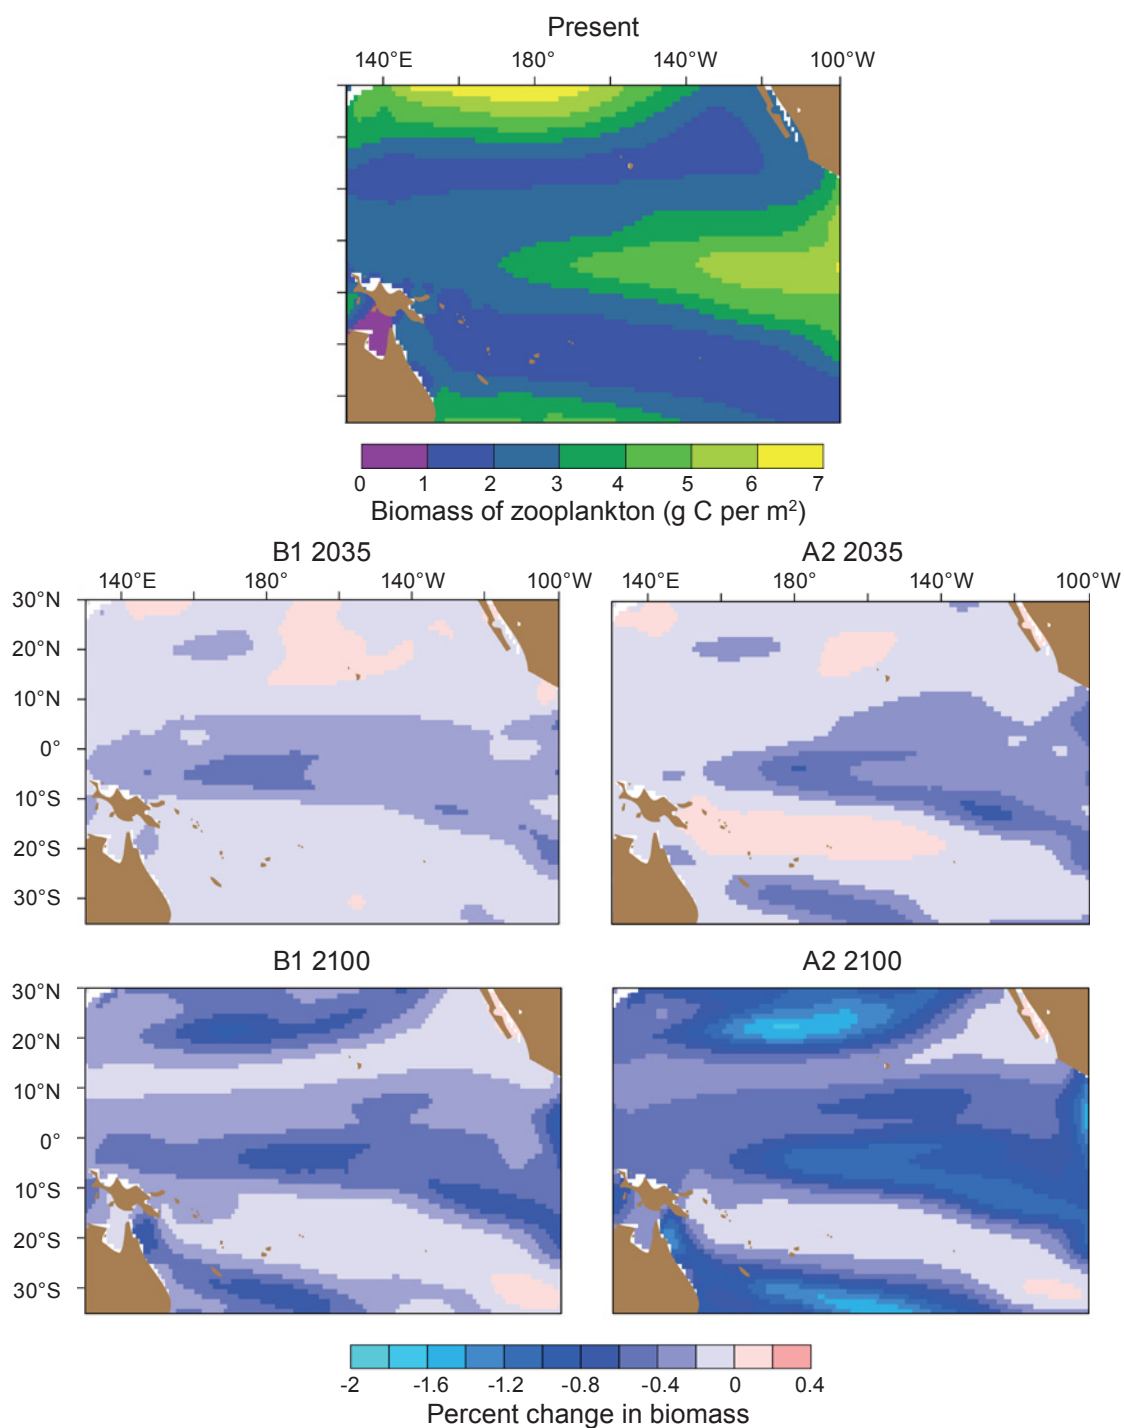 Present
140°E 180° 140°W 100°W
0 1 2 3 4 5 6 7
Biomass of zooplankton (g C per m²)
B1 2035 A2 2035
140°E 180° 140°W 100°W 140°E 180° 140°W 100°W
30°N
20°N
10°N
0°
10°S
20°S
30°S
B1 2100 A2 2100
30°N
20°N
10°N
0°
10°S
20°S
30°S
-2 -1.6 -1.2 -0.8 -0.4 0 0.4
Percent change in biomass